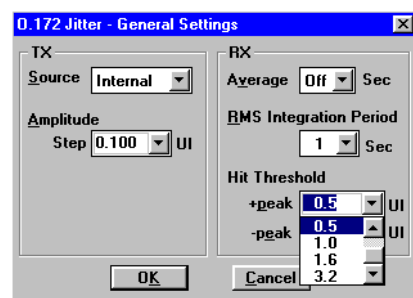 O.172 Jitter - General Settings
TX
Source Internal
Amplitude
Step 0.100 UI
RX
Average Off Sec
RMS Integration Period
1 Sec
Hit Threshold
+peak 0.5 UI
-peak UI
0.5
1.0
1.6
3.2
OK
Cancel